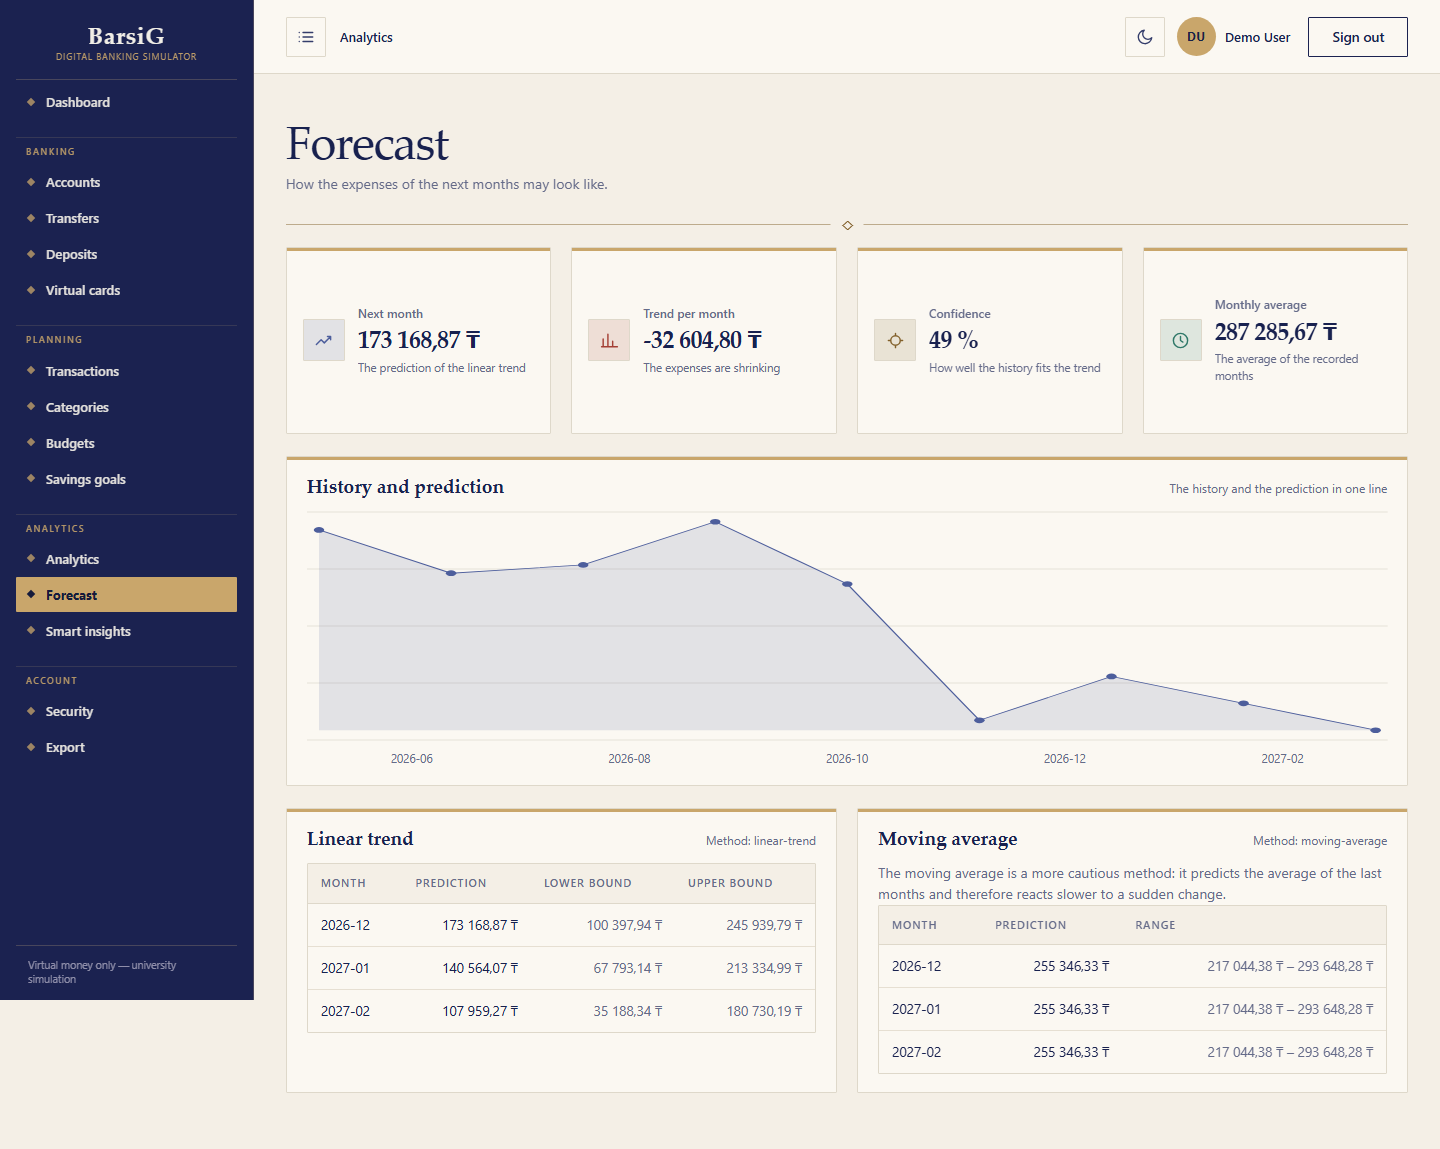 BarsiG
DIGITAL BANKING SIMULATOR
Dashboard
BANKING
Accounts
Transfers
Deposits
Virtual cards
PLANNING
Transactions
Categories
Budgets
Savings goals
ANALYTICS
Analytics
Forecast
Smart insights
ACCOUNT
Security
Export
Virtual money only — university
simulation
Analytics
DU Demo User
Sign out
Forecast
How the expenses of the next months may look like.
Next month
173 168,87 ₸
The prediction of the linear trend
Trend per month
-32 604,80 ₸
The expenses are shrinking
Confidence
49 %
How well the history fits the trend
Monthly average
287 285,67 ₸
The average of the recorded
months
History and prediction
The history and the prediction in one line
2026-06 2026-08 2026-10 2026-12 2027-02
Linear trend
Method: linear-trend
MONTH PREDICTION LOWER BOUND UPPER BOUND
2026-12 173 168,87 ₸ 100 397,94 ₸ 245 939,79 ₸
2027-01 140 564,07 ₸ 67 793,14 ₸ 213 334,99 ₸
2027-02 107 959,27 ₸ 35 188,34 ₸ 180 730,19 ₸
Moving average
Method: moving-average
The moving average is a more cautious method: it predicts the average of the last
months and therefore reacts slower to a sudden change.
MONTH PREDICTION RANGE
2026-12 255 346,33 ₸ 217 044,38 ₸ – 293 648,28 ₸
2027-01 255 346,33 ₸ 217 044,38 ₸ – 293 648,28 ₸
2027-02 255 346,33 ₸ 217 044,38 ₸ – 293 648,28 ₸